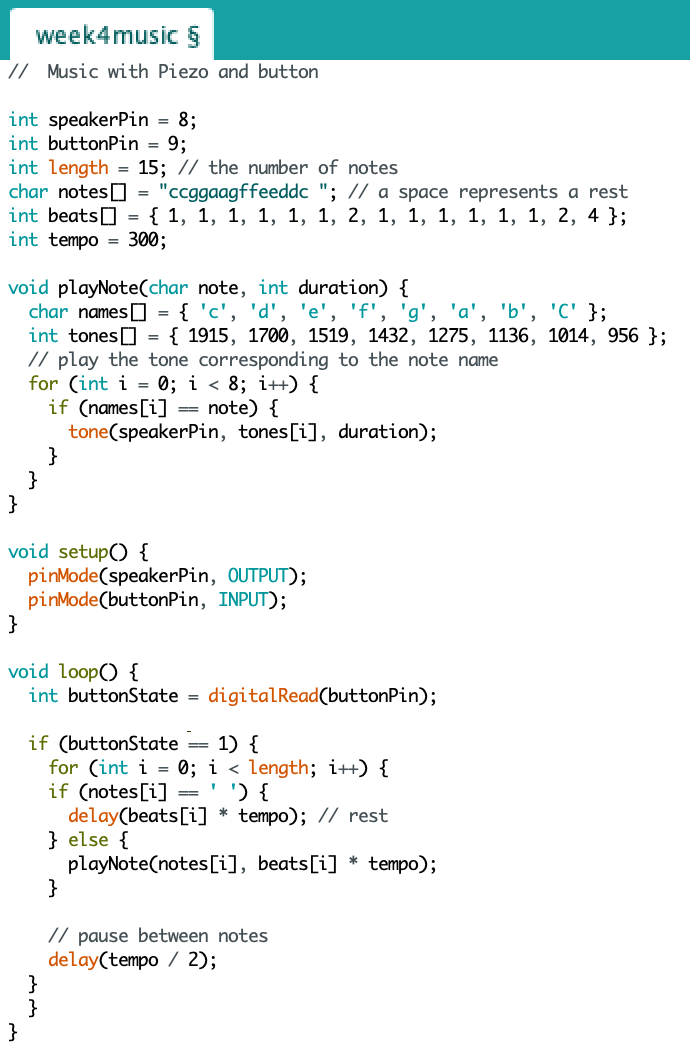 week4music §
//  Music with Piezo and button
int speakerPin = 8;
int buttonPin = 9;
int length = 15; // the number of notes
char notes[] = "ccggaagffeeddc "; // a space represents a rest
int beats[] = { 1, 1, 1, 1, 1, 1, 2, 1, 1, 1, 1, 1, 1, 2, 4 };
int tempo = 300;

void playNote(char note, int duration) {
  char names[] = { 'c', 'd', 'e', 'f', 'g', 'a', 'b', 'C' };
  int tones[] = { 1915, 1700, 1519, 1432, 1275, 1136, 1014, 956 };
  // play the tone corresponding to the note name
  for (int i = 0; i < 8; i++) {
    if (names[i] == note) {
      tone(speakerPin, tones[i], duration);
    }
  }
}

void setup() {
  pinMode(speakerPin, OUTPUT);
  pinMode(buttonPin, INPUT);
}

void loop() {
  int buttonState = digitalRead(buttonPin);

  if (buttonState == 1) {
    for (int i = 0; i < length; i++) {
    if (notes[i] == ' ') {
      delay(beats[i] * tempo); // rest
    } else {
      playNote(notes[i], beats[i] * tempo);
    }

    // pause between notes
    delay(tempo / 2);
  }
  }
}